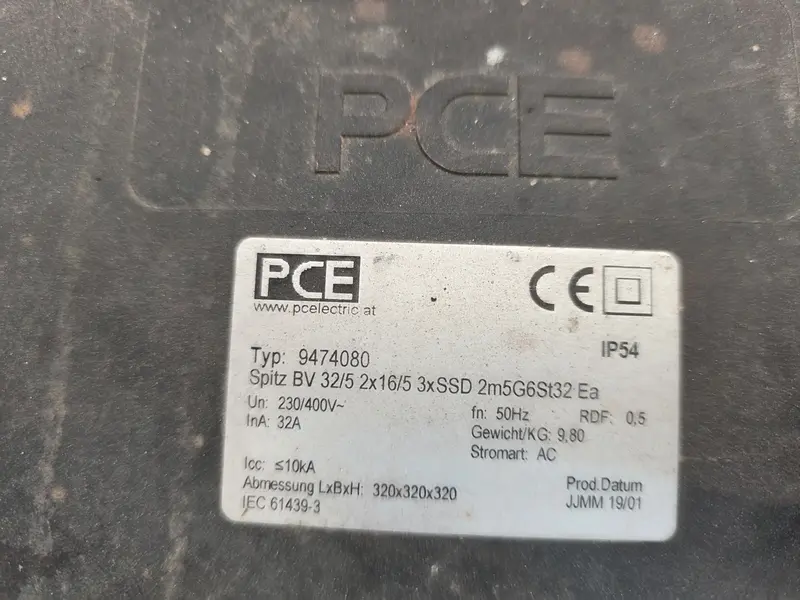 PCE
PCE
www.pcelectric.at
CE
IP54
Typ: 9474080
Spitz BV 32/5 2x16/5 3xSSD 2m5G6St32 Ea
Un: 230/400V~
fn: 50Hz RDF: 0,5
InA: 32A
Gewicht/KG: 9,80
Stromart: AC
Icc: ≤10kA
Abmessung LxBxH: 320x320x320
Prod.Datum
IEC 61439-3
JJMM 19/01